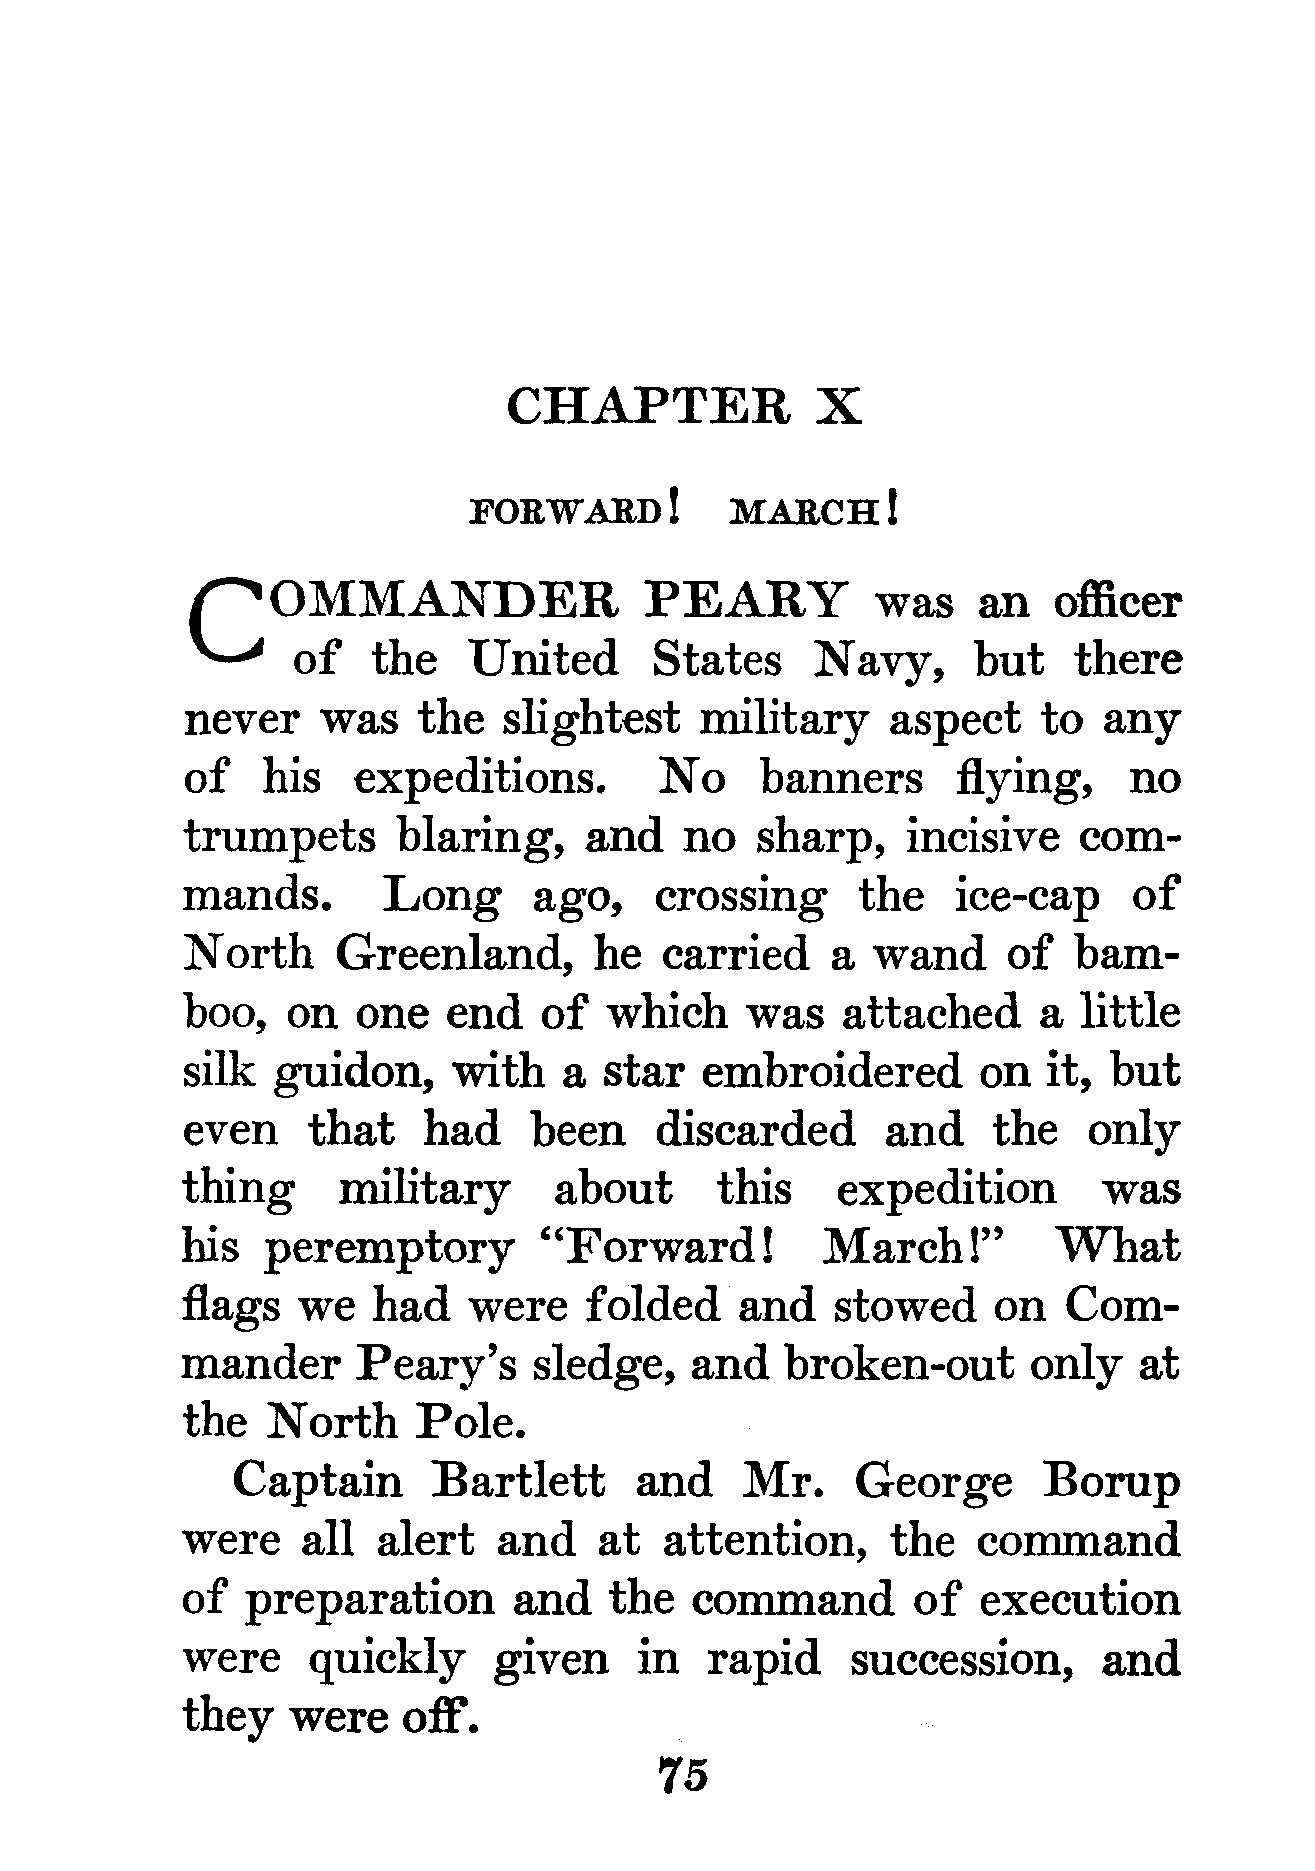 CHAPTER X
FORWARD! MARCH!
COMMANDER PEARY was an officer
of the United States Navy, but there
never was the slightest military aspect to any
of his expeditions. No banners flying, no
trumpets blaring, and no sharp, incisive com-
mands. Long ago, crossing the ice-cap of
North Greenland, he carried a wand of bam-
boo, on one end of which was attached a little
silk guidon, with a star embroidered on it, but
even that had been discarded and the only
thing military about this expedition was
his peremptory “Forward! March!” What
flags we had were folded and stowed on Com-
mander Peary’s sledge, and broken-out only at
the North Pole.
Captain Bartlett and Mr. George Borup
were all alert and at attention, the command
of preparation and the command of execution
were quickly given in rapid succession, and
they were off.
75